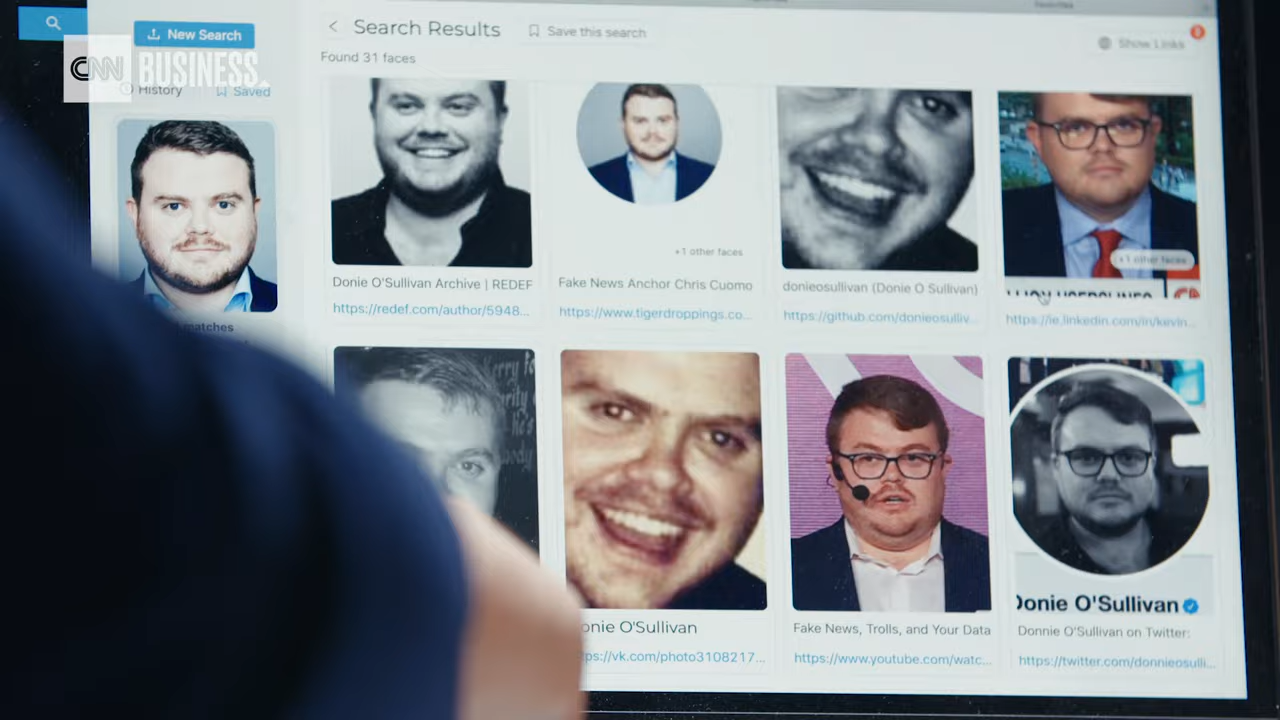 New Search
CNN BUSINESS
History
Saved
matches
Search Results
Save this search
Show Links
Found 31 faces
Donie O'Sullivan Archive | REDEF
https://redef.com/author/5948...
+1 other faces
Fake News Anchor Chris Cuomo
https://www.tigerdroppings.co...
donieosullivan (Donie O Sullivan)
https://github.com/donieosulliv...
+1 other faces
https://ie.linkedin.com/in/kevin...
onie O'Sullivan
ps://vk.com/photo3108217...
Fake News, Trolls, and Your Data
https://www.youtube.com/watc...
Donie O'Sullivan
Donnie O'Sullivan on Twitter:
https://twitter.com/donnieosulli...